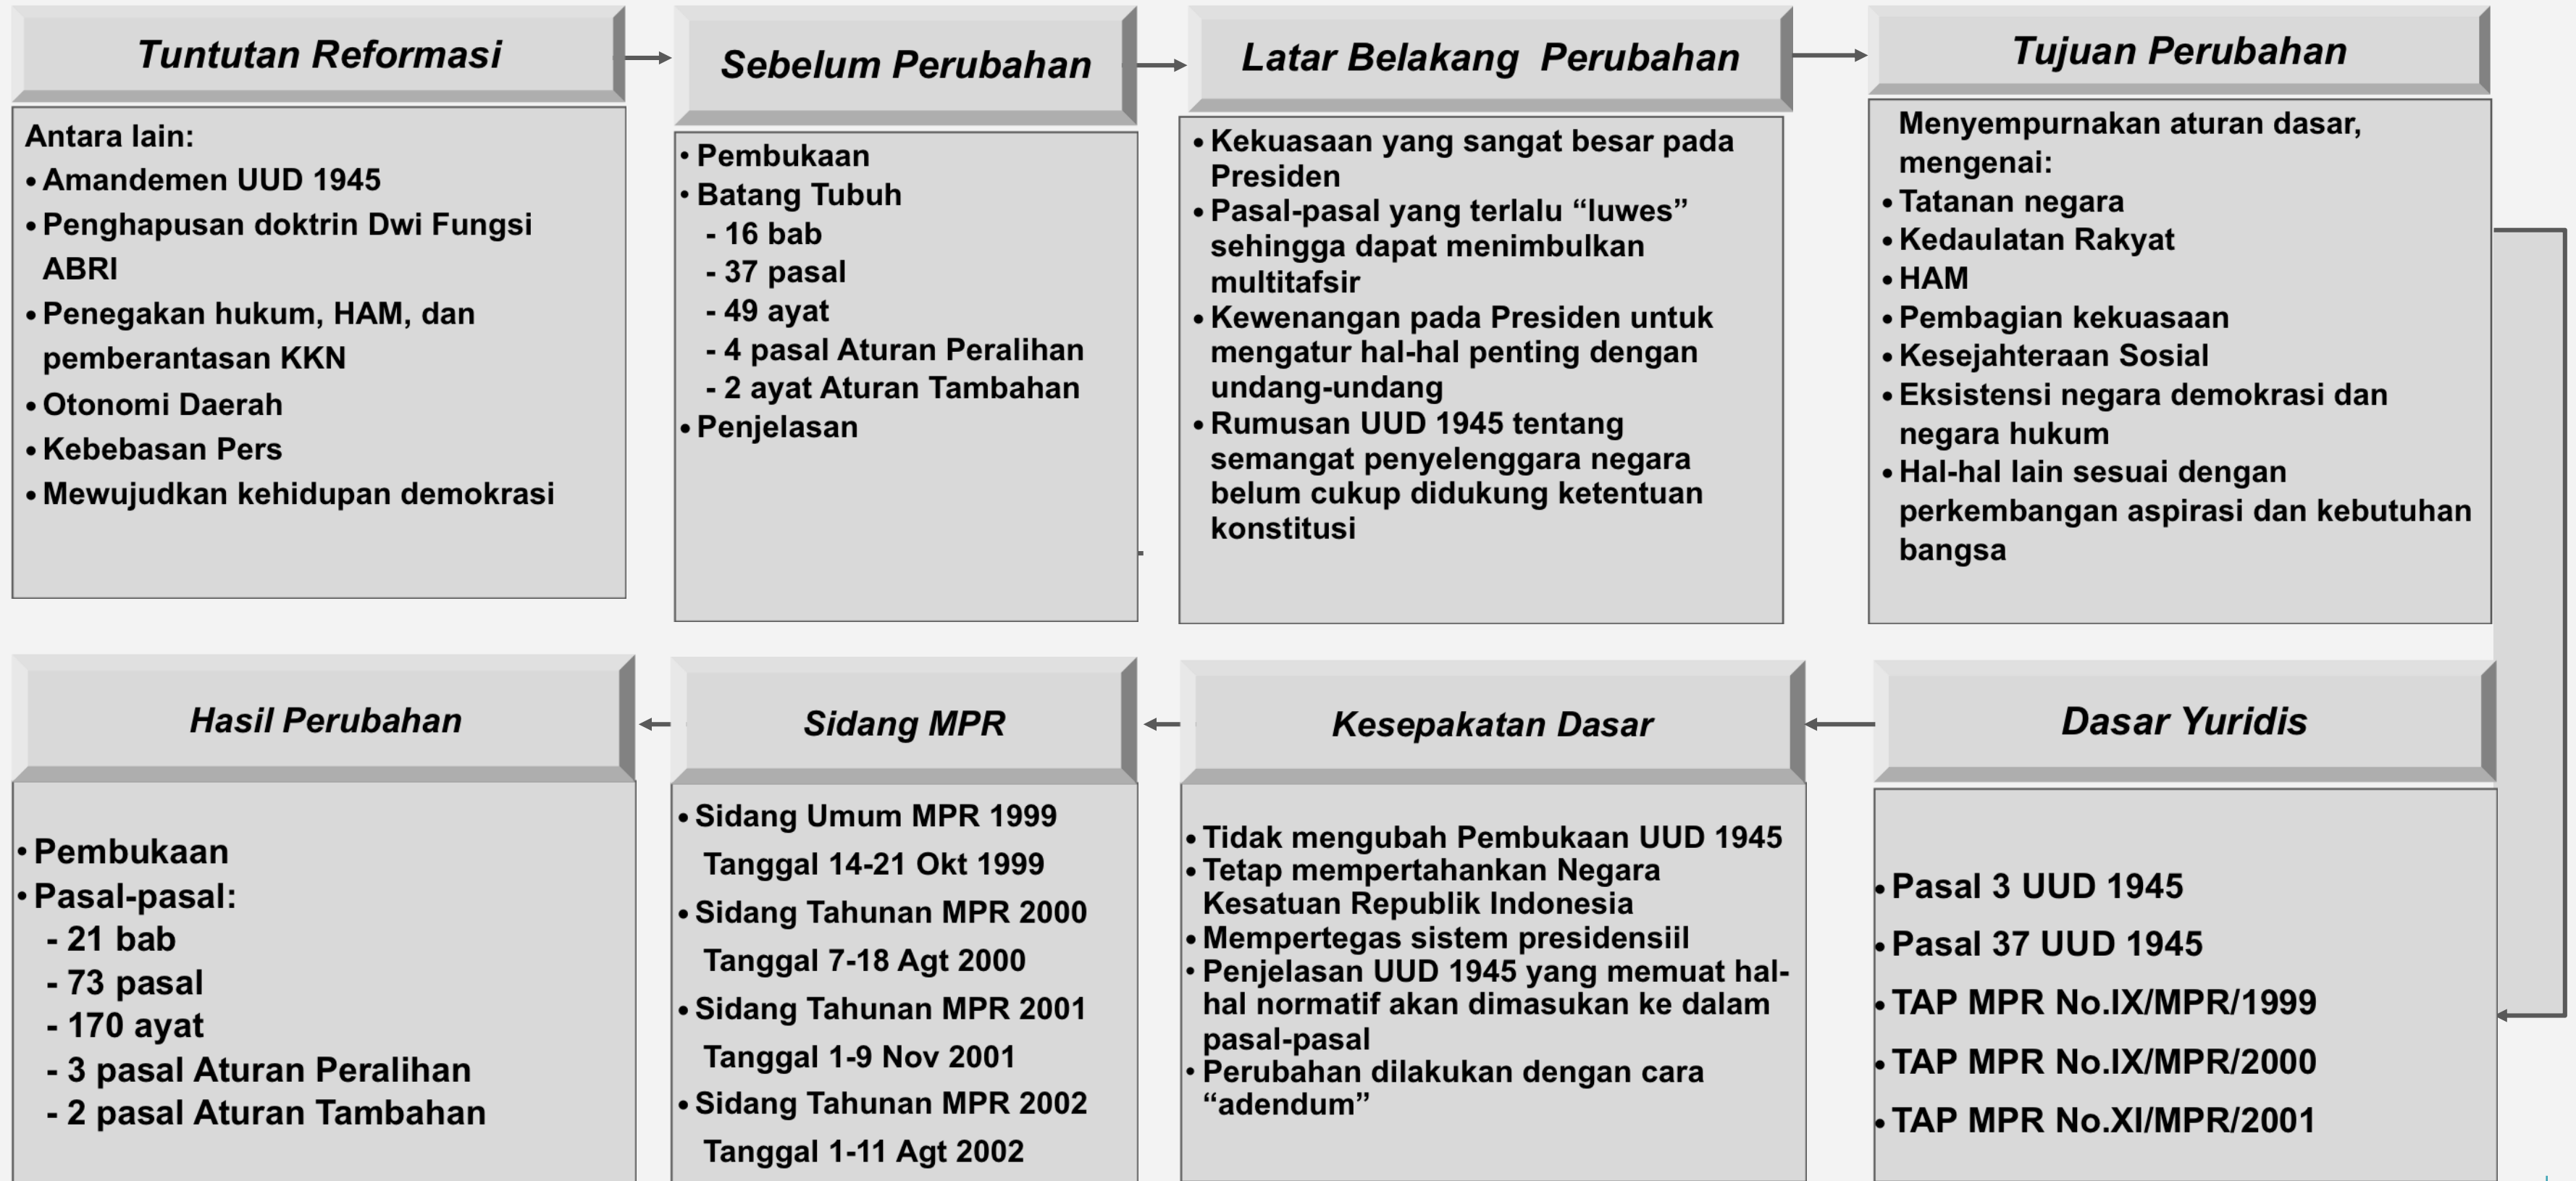 Tuntutan Reformasi
Antara lain:
• Amandemen UUD 1945
• Penghapusan doktrin Dwi Fungsi
ABRI
• Penegakan hukum, HAM, dan
pemberantasan KKN
• Otonomi Daerah
• Kebebasan Pers
• Mewujudkan kehidupan demokrasi
Sebelum Perubahan
• Pembukaan
• Batang Tubuh
- 16 bab
- 37 pasal
- 49 ayat
- 4 pasal Aturan Peralihan
- 2 ayat Aturan Tambahan
• Penjelasan
Latar Belakang Perubahan
• Kekuasaan yang sangat besar pada
Presiden
• Pasal-pasal yang terlalu “luwes”
sehingga dapat menimbulkan
multitafsir
• Kewenangan pada Presiden untuk
mengatur hal-hal penting dengan
undang-undang
• Rumusan UUD 1945 tentang
semangat penyelenggara negara
belum cukup didukung ketentuan
konstitusi
Tujuan Perubahan
Menyempurnakan aturan dasar,
mengenai:
• Tatanan negara
• Kedaulatan Rakyat
• HAM
• Pembagian kekuasaan
• Kesejahteraan Sosial
• Eksistensi negara demokrasi dan
negara hukum
• Hal-hal lain sesuai dengan
perkembangan aspirasi dan kebutuhan
bangsa
Dasar Yuridis
• Pasal 3 UUD 1945
• Pasal 37 UUD 1945
• TAP MPR No.IX/MPR/1999
• TAP MPR No.IX/MPR/2000
• TAP MPR No.XI/MPR/2001
Kesepakatan Dasar
• Tidak mengubah Pembukaan UUD 1945
• Tetap mempertahankan Negara
Kesatuan Republik Indonesia
• Mempertegas sistem presidensiil
• Penjelasan UUD 1945 yang memuat hal-
hal normatif akan dimasukan ke dalam
pasal-pasal
• Perubahan dilakukan dengan cara
“adendum”
Sidang MPR
• Sidang Umum MPR 1999
Tanggal 14-21 Okt 1999
• Sidang Tahunan MPR 2000
Tanggal 7-18 Agt 2000
• Sidang Tahunan MPR 2001
Tanggal 1-9 Nov 2001
• Sidang Tahunan MPR 2002
Tanggal 1-11 Agt 2002
Hasil Perubahan
• Pembukaan
• Pasal-pasal:
- 21 bab
- 73 pasal
- 170 ayat
- 3 pasal Aturan Peralihan
- 2 pasal Aturan Tambahan